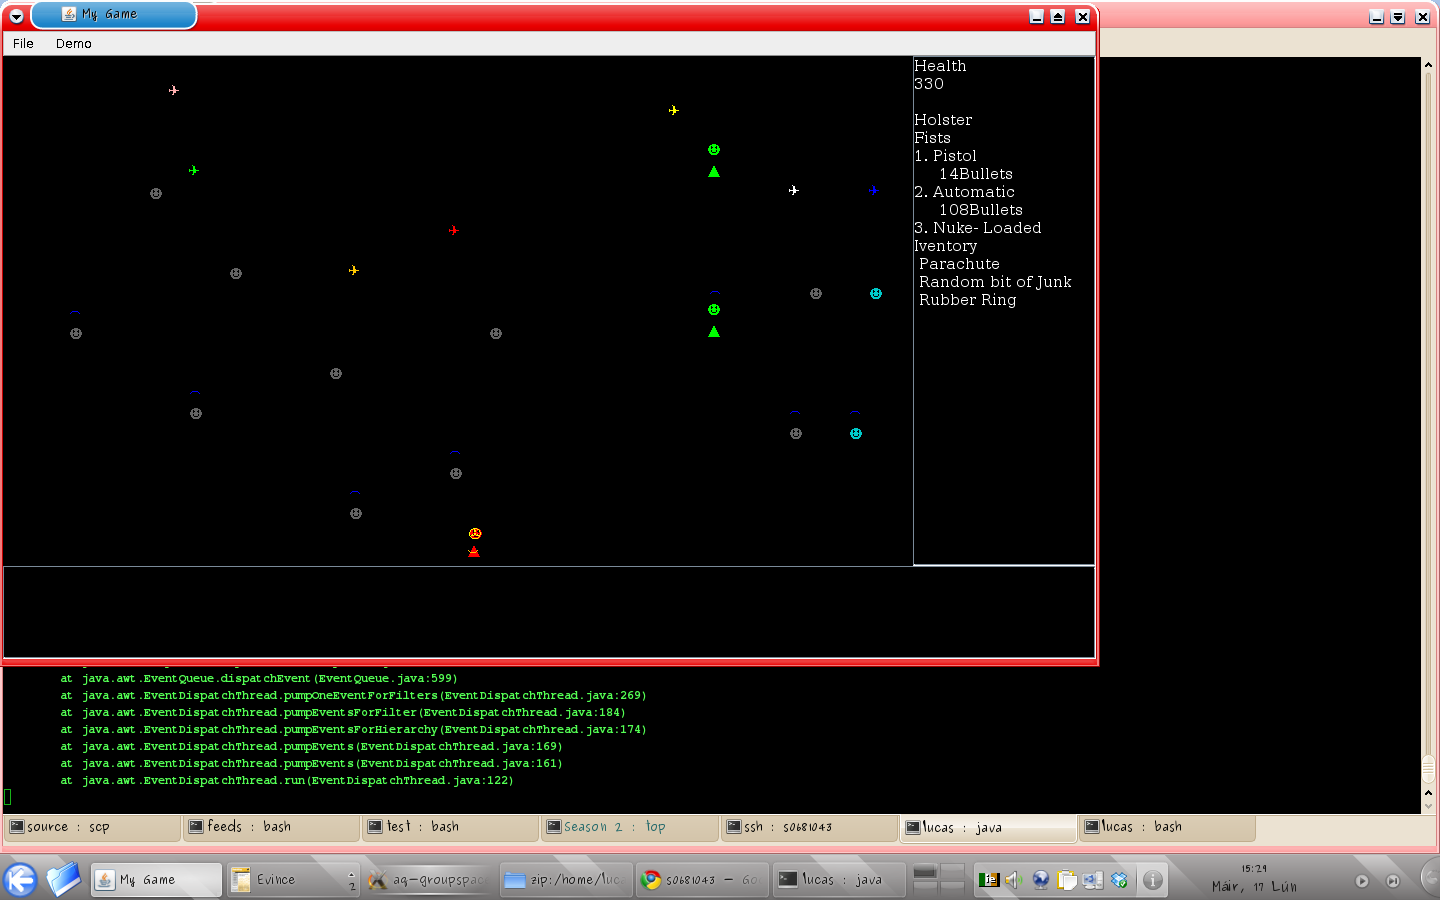 My Game
File Demo
Health
330
Holster
Fists
1. Pistol
14Bullets
2. Automatic
108Bullets
3. Nuke- Loaded
Iventory
Parachute
Random bit of Junk
Rubber Ring
at java.awt.EventQueue.dispatchEvent(EventQueue.java:599)
at java.awt.EventDispatchThread.pumpOneEventForFilters(EventDispatchThread.java:269)
at java.awt.EventDispatchThread.pumpEventsForFilter(EventDispatchThread.java:184)
at java.awt.EventDispatchThread.pumpEventsForHierarchy(EventDispatchThread.java:174)
at java.awt.EventDispatchThread.pumpEvents(EventDispatchThread.java:169)
at java.awt.EventDispatchThread.pumpEvents(EventDispatchThread.java:161)
at java.awt.EventDispatchThread.run(EventDispatchThread.java:122)
source : scp feeds : bash test : bash Season 2 : top ssh : s0681043 lucas : java lucas : bash
My Game Evince 2 aq-groupspac zip:/home/luc s0681043 – Go lucas : java
15:29
Máir, 17 Lún